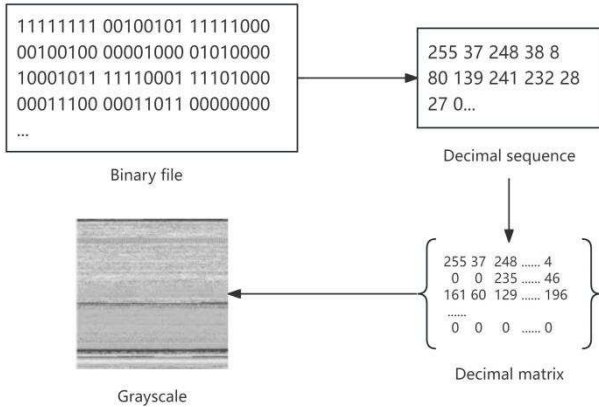 11111111 00100101 11111000
00100100 00001000 01010000
10001011 11110001 11101000
00011100 00011011 00000000
...
Binary file
255 37 248 38 8
80 139 241 232 28
27 0...
Decimal sequence
255 37 248 ...... 4
0 0 235 ...... 46
161 60 129 ...... 196
......
0 0 0 ...... 0
Decimal matrix
Grayscale